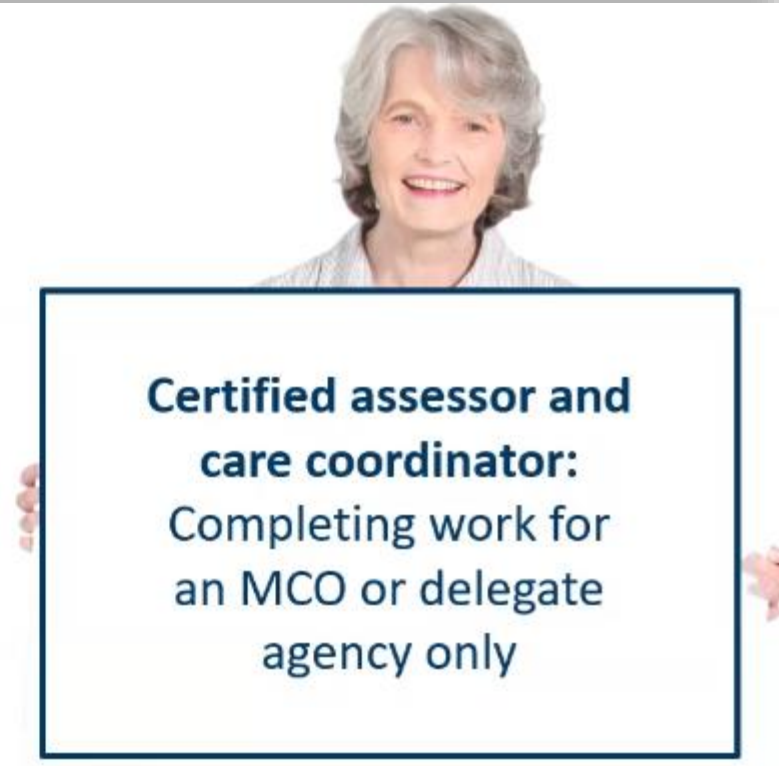 Certified assessor and
care coordinator:
Completing work for
an MCO or delegate
agency only